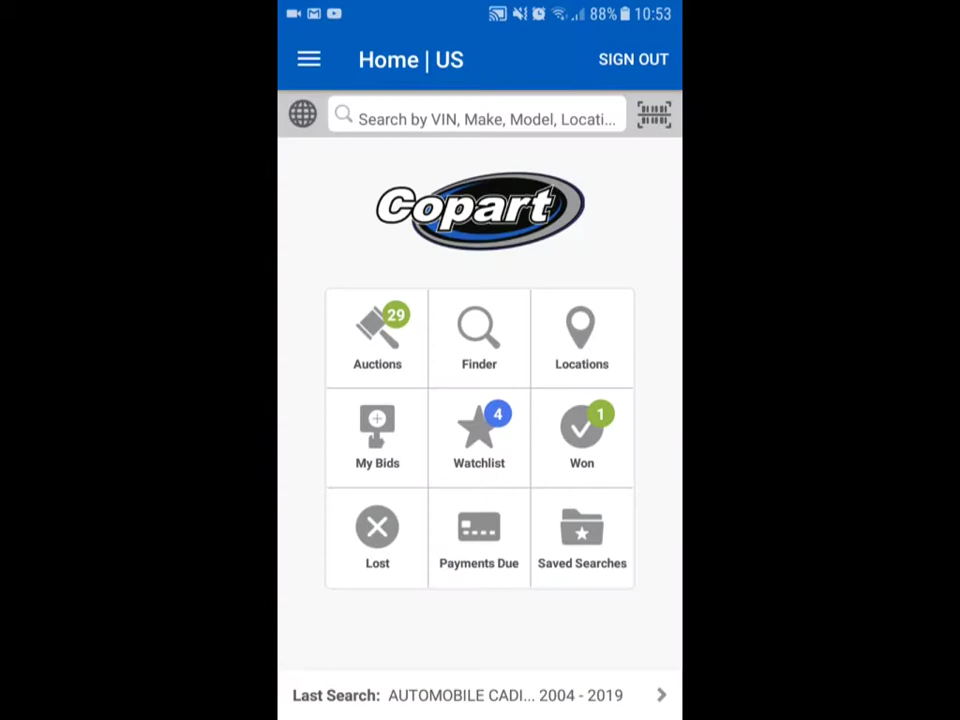 88% 10:53
Home | US SIGN OUT
Search by VIN, Make, Model, Locati...
Copart
29
Auctions Finder Locations
4 1
My Bids Watchlist Won
Lost Payments Due Saved Searches
Last Search: AUTOMOBILE CADI... 2004 - 2019